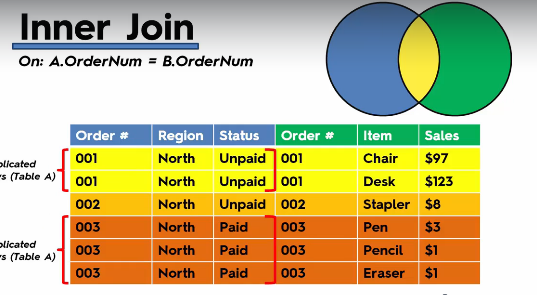 Inner Join
On: A.OrderNum = B.OrderNum
Order # Region Status Order # Item Sales
001 North Unpaid 001 Chair $97
001 North Unpaid 001 Desk $123
002 North Unpaid 002 Stapler $8
003 North Paid 003 Pen $3
003 North Paid 003 Pencil $1
003 North Paid 003 Eraser $1
(Table A)
(Table A)